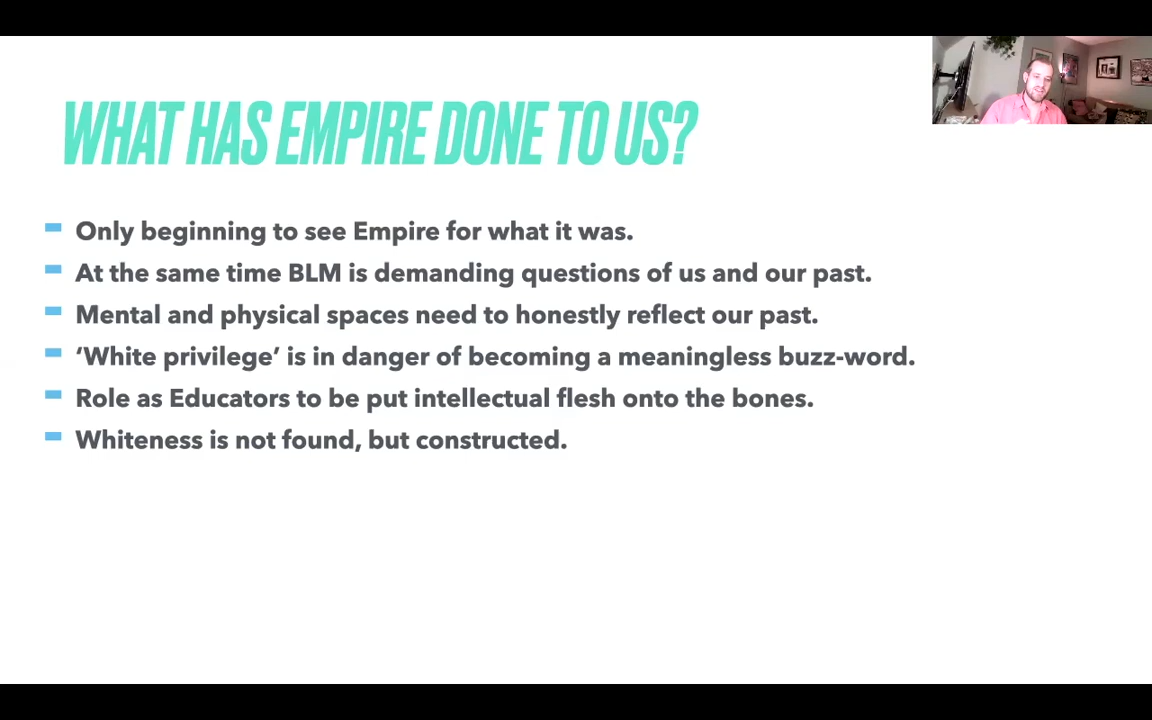 WHAT HAS EMPIRE DONE TO US?
Only beginning to see Empire for what it was.
At the same time BLM is demanding questions of us and our past.
Mental and physical spaces need to honestly reflect our past.
‘White privilege’ is in danger of becoming a meaningless buzz-word.
Role as Educators to be put intellectual flesh onto the bones.
Whiteness is not found, but constructed.